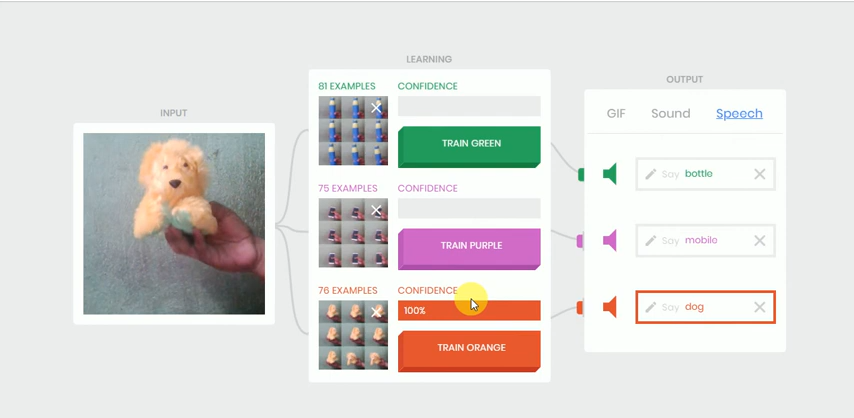 INPUT
LEARNING
81 EXAMPLES
CONFIDENCE
TRAIN GREEN
75 EXAMPLES
CONFIDENCE
TRAIN PURPLE
76 EXAMPLES
CONFIDENCE
100%
TRAIN ORANGE
OUTPUT
GIF Sound Speech
Say bottle
Say mobile
Say dog